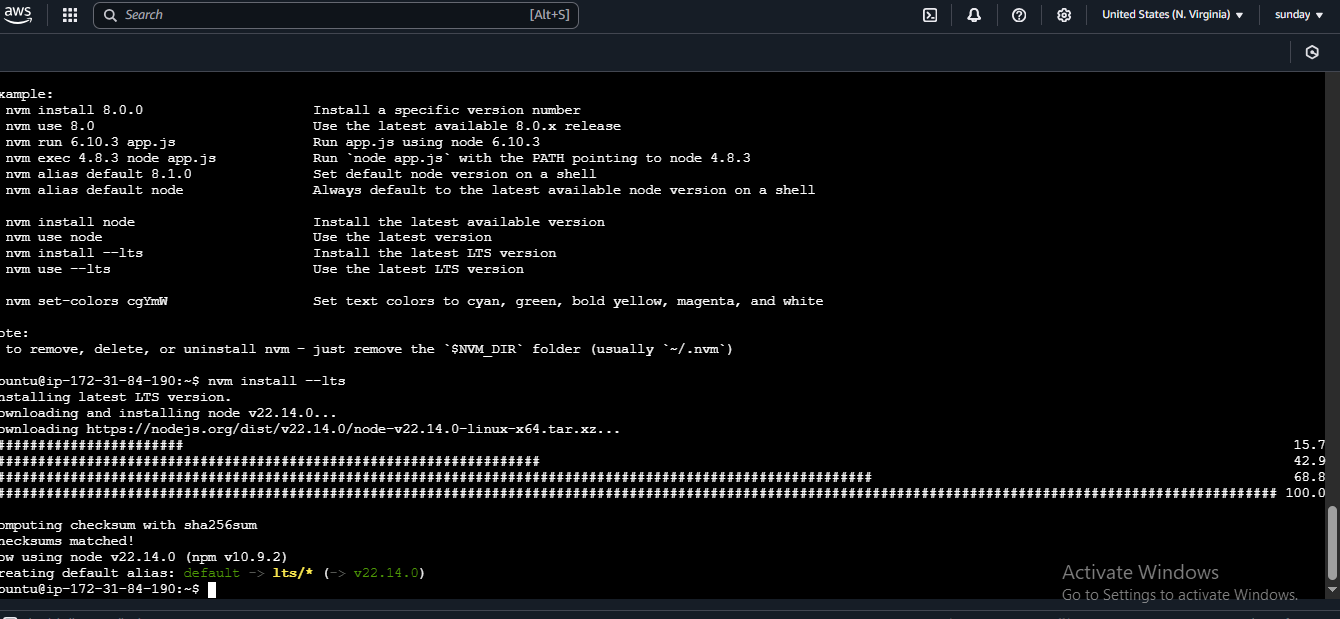 aws
Search [Alt+S] United States (N. Virginia) sunday
xample:
nvm install 8.0.0 Install a specific version number
nvm use 8.0 Use the latest available 8.0.x release
nvm run 6.10.3 app.js Run app.js using node 6.10.3
nvm exec 4.8.3 node app.js Run `node app.js` with the PATH pointing to node 4.8.3
nvm alias default 8.1.0 Set default node version on a shell
nvm alias default node Always default to the latest available node version on a shell
nvm install node Install the latest available version
nvm use node Use the latest version
nvm install --lts Install the latest LTS version
nvm use --lts Use the latest LTS version
nvm set-colors cgYmW Set text colors to cyan, green, bold yellow, magenta, and white
ote:
to remove, delete, or uninstall nvm - just remove the `$NVM_DIR` folder (usually `~/.nvm`)
buntu@ip-172-31-84-190:~$ nvm install --lts
nstalling latest LTS version.
ownloading and installing node v22.14.0...
ownloading https://nodejs.org/dist/v22.14.0/node-v22.14.0-linux-x64.tar.xz...
15.7
42.9
68.8
100.0
omputing checksum with sha256sum
hecksums matched!
ow using node v22.14.0 (npm v10.9.2)
reating default alias: default -> lts/* (-> v22.14.0)
buntu@ip-172-31-84-190:~$
Activate Windows
Go to Settings to activate Windows.